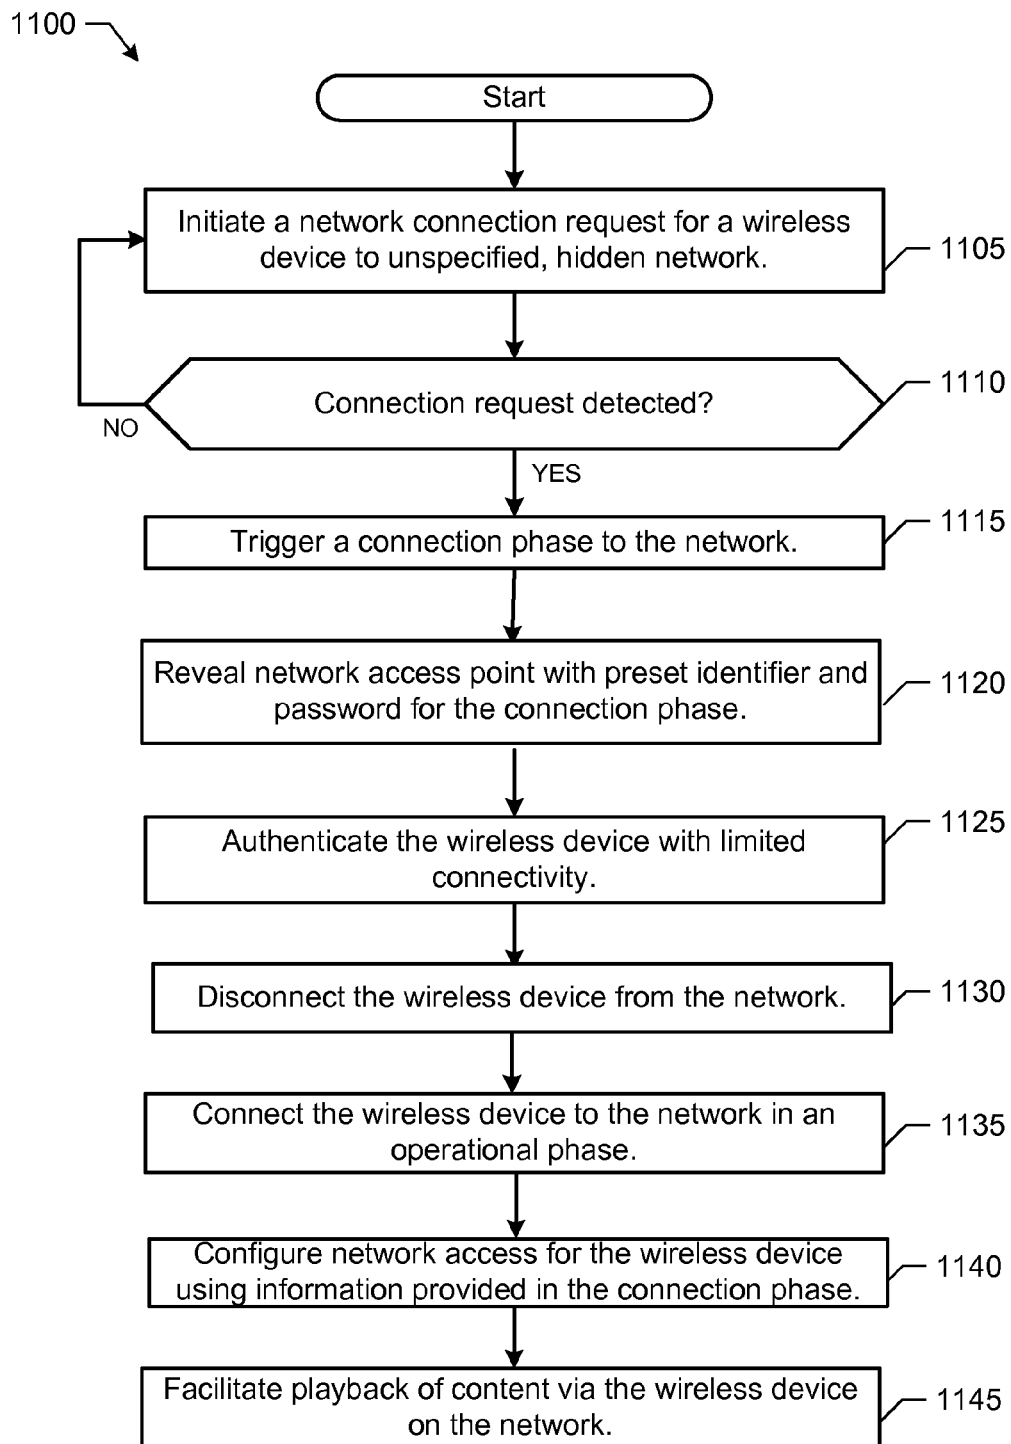 1100
Start
Initiate a network connection request for a wireless
device to unspecified, hidden network.
1105
Connection request detected?
1110
NO
YES
Trigger a connection phase to the network.
1115
Reveal network access point with preset identifier and
password for the connection phase.
1120
Authenticate the wireless device with limited
connectivity.
1125
Disconnect the wireless device from the network.
1130
Connect the wireless device to the network in an
operational phase.
1135
Configure network access for the wireless device
using information provided in the connection phase.
1140
Facilitate playback of content via the wireless device
on the network.
1145